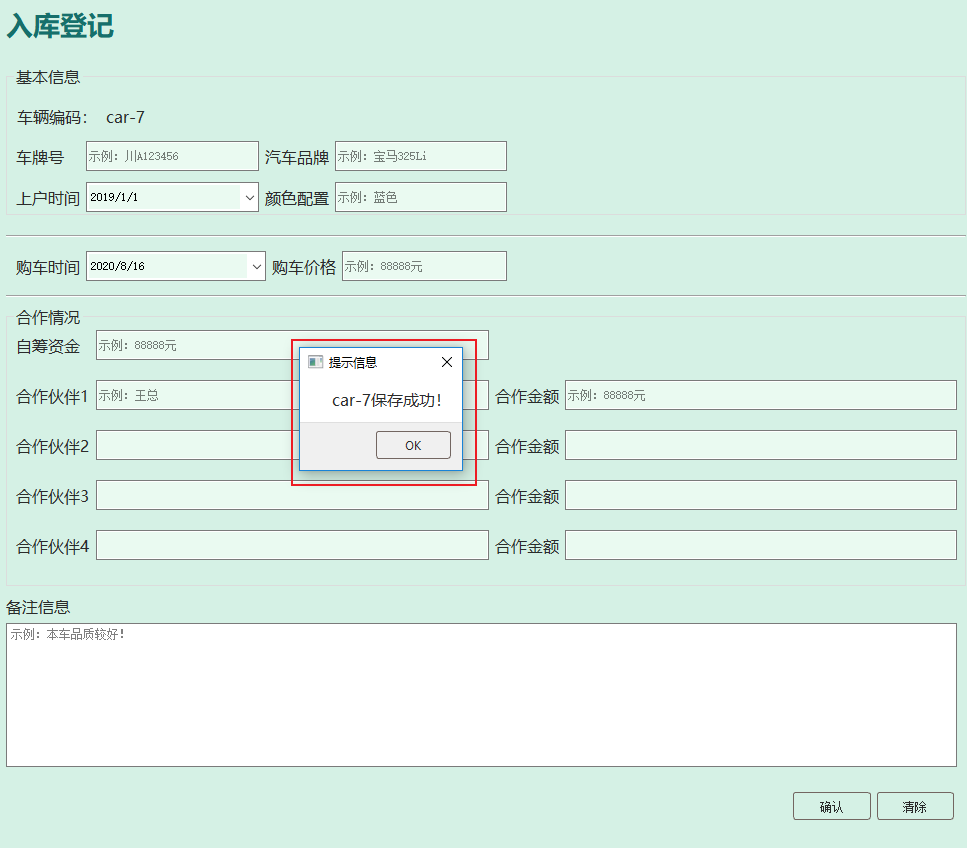 入库登记
基本信息
车辆编码： car-7
车牌号 示例：川A123456 汽车品牌 示例：宝马325Li
上户时间 2019/1/1 颜色配置 示例：蓝色
购车时间 2020/8/16 购车价格 示例：88888元
合作情况
自筹资金 示例：88888元
提示信息
car-7保存成功！
OK
合作伙伴1 示例：王总 合作金额 示例：88888元
合作伙伴2 合作金额
合作伙伴3 合作金额
合作伙伴4 合作金额
备注信息
示例：本车品质较好！
确认 清除